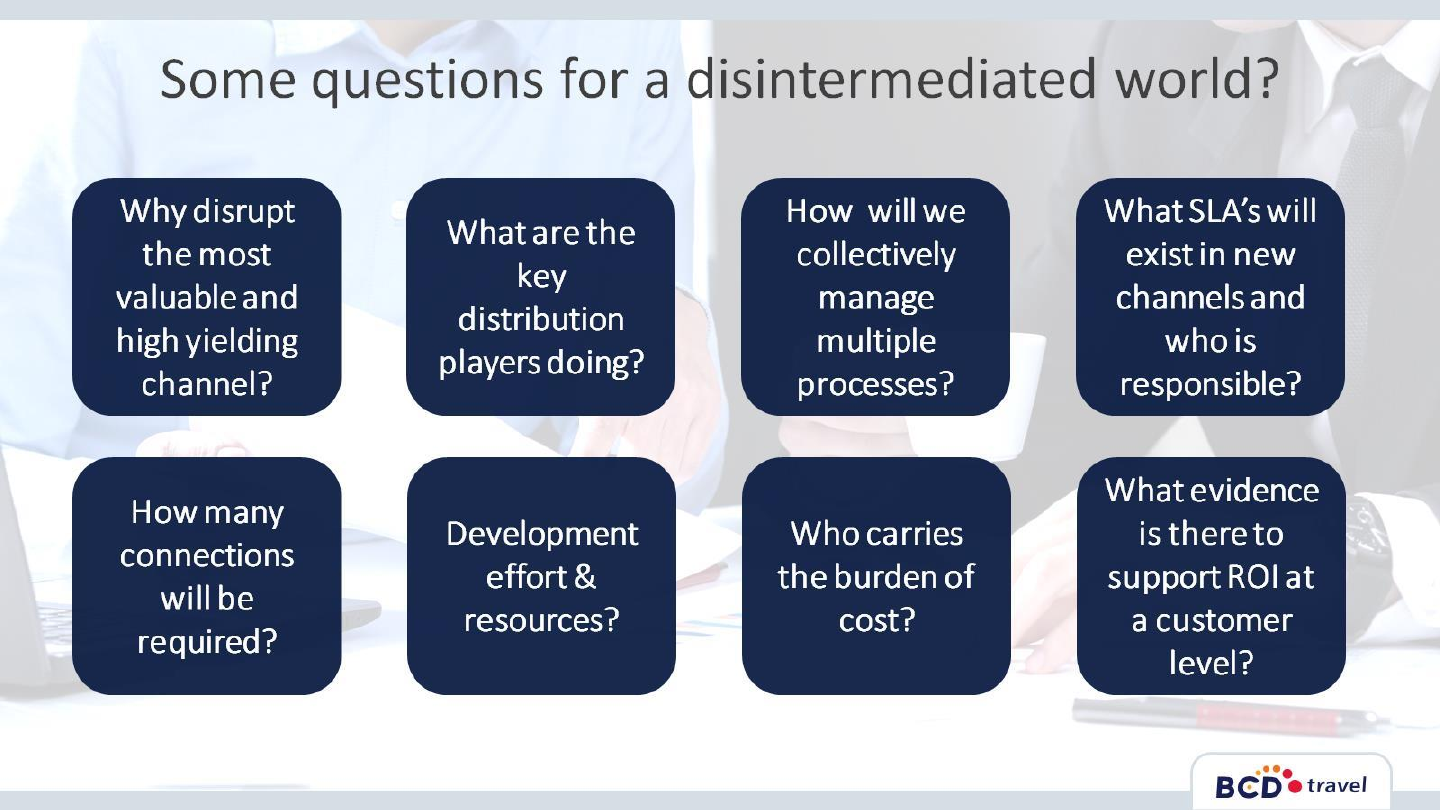 Some questions for a disintermediated world?
Why disrupt
the most
valuable and
high yielding
channel?
What are the
key
distribution
players doing?
How will we
collectively
manage
multiple
processes?
What SLA's will
exist in new
channels and
who is
responsible?
How many
connections
will be
required?
Development
effort &
resources?
Who carries
the burden of
cost?
What evidence
is there to
support ROI at
a customer
level?
BCD travel